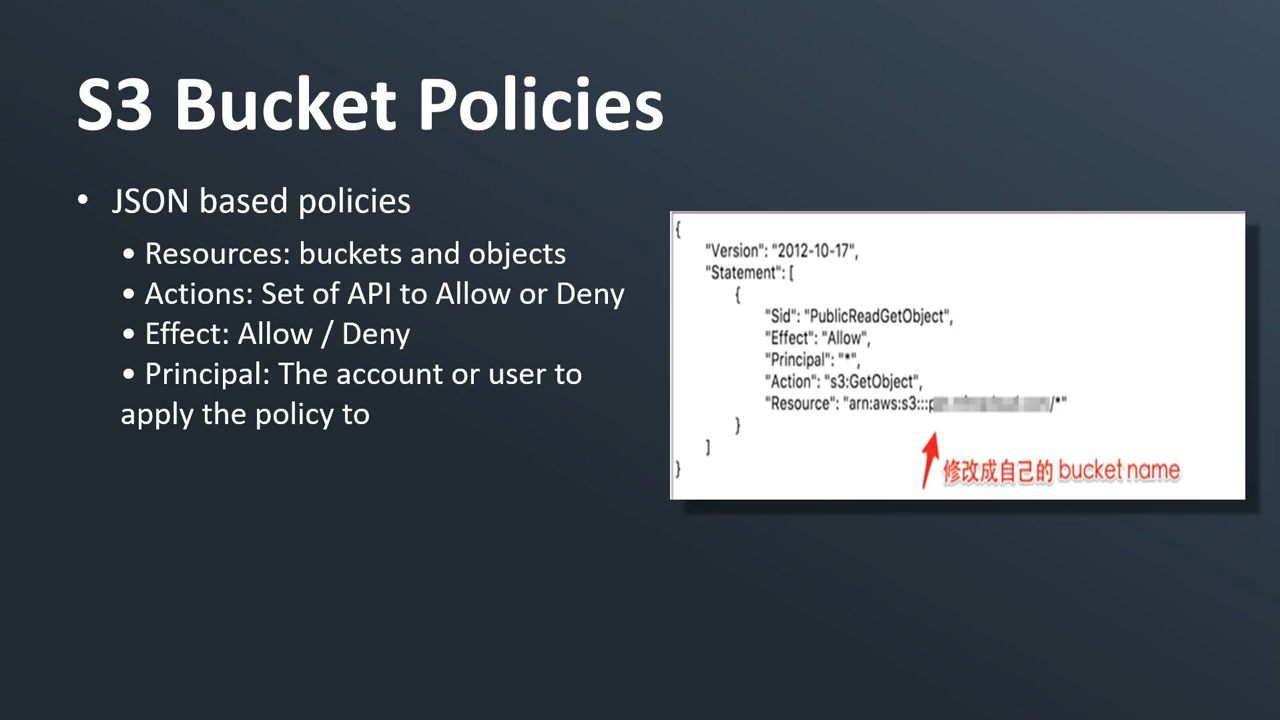 S3 Bucket Policies
• JSON based policies
• Resources: buckets and objects
• Actions: Set of API to Allow or Deny
• Effect: Allow / Deny
• Principal: The account or user to
apply the policy to
{
"Version": "2012-10-17",
"Statement": [
{
"Sid": "PublicReadGetObject",
"Effect": "Allow",
"Principal": "*",
"Action": "s3:GetObject",
"Resource": "arn:aws:s3::: /*"
}
]
}
修改成自己的 bucket name